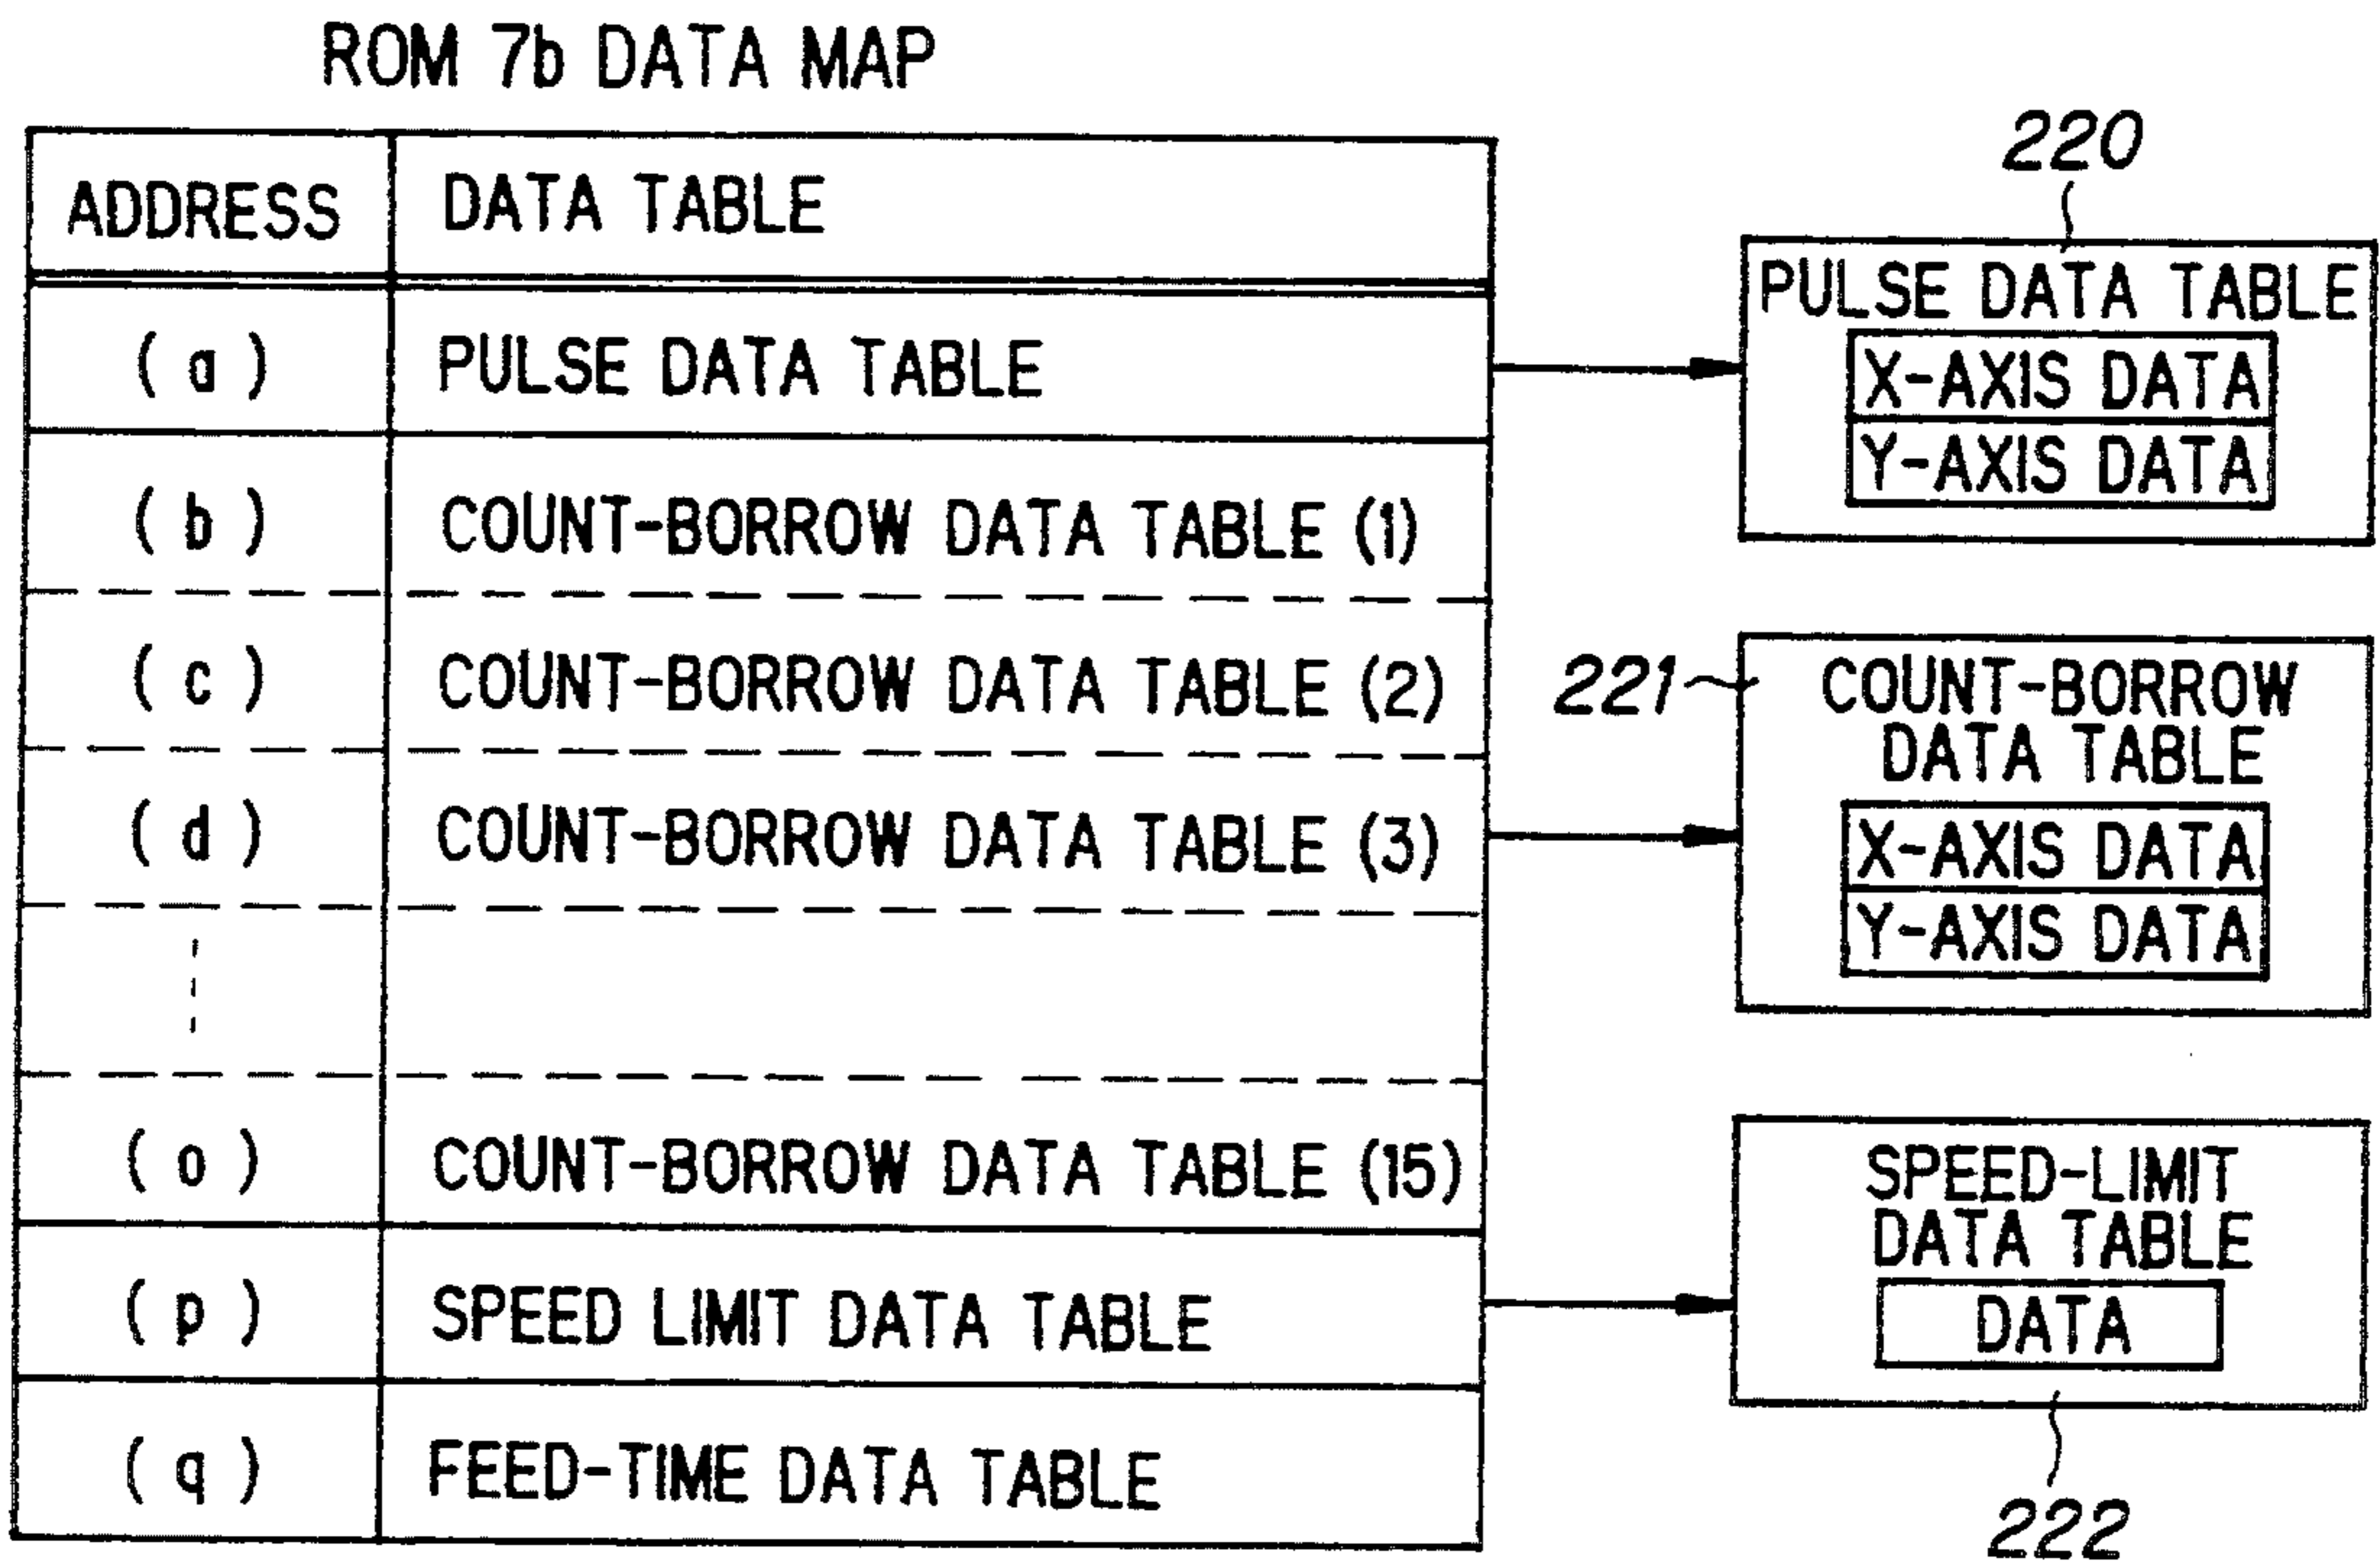 ROM 7b DATA MAP
ADDRESS DATA TABLE
(a) PULSE DATA TABLE
(b) COUNT-BORROW DATA TABLE (1)
(c) COUNT-BORROW DATA TABLE (2)
(d) COUNT-BORROW DATA TABLE (3)
(o) COUNT-BORROW DATA TABLE (15)
(p) SPEED LIMIT DATA TABLE
(q) FEED-TIME DATA TABLE
220
PULSE DATA TABLE
X-AXIS DATA
Y-AXIS DATA
221
COUNT-BORROW
DATA TABLE
X-AXIS DATA
Y-AXIS DATA
SPEED-LIMIT
DATA TABLE
DATA
222